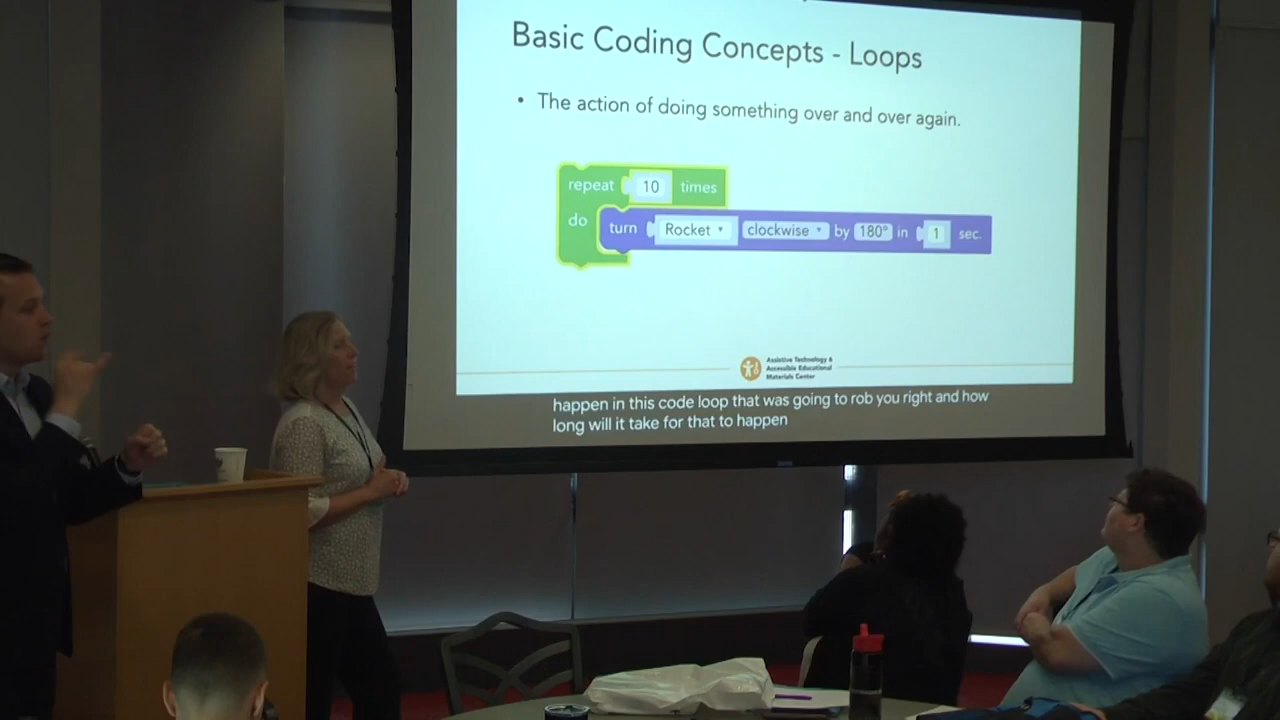 Basic Coding Concepts - Loops
• The action of doing something over and over again.
repeat 10 times
do turn Rocket clockwise by 180° in 1 sec.
Assistive Technology &
Accessible Educational
Materials Center
happen in this code loop that was going to rob you right and how
long will it take for that to happen